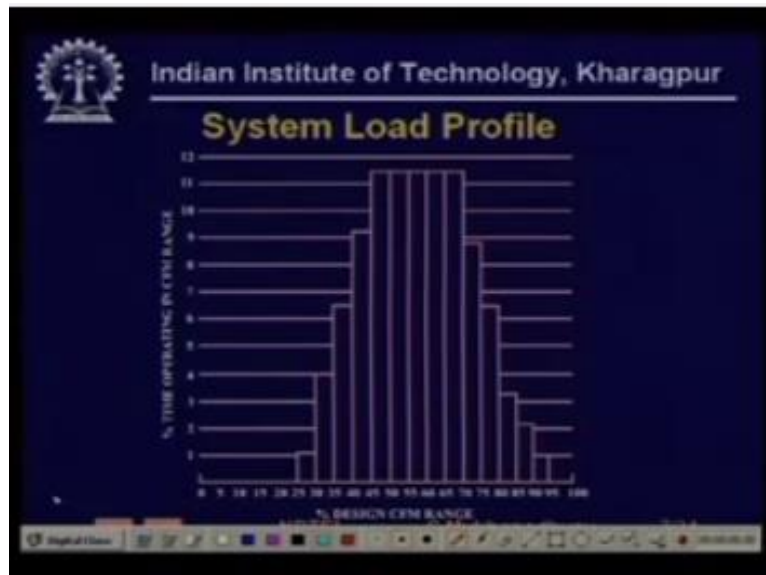 Indian Institute of Technology, Kharagpur
System Load Profile
12
11
10
9
8
7
6
5
4
3
2
1
% TIME OPERATING IN CFM RANGE
0 5 10 15 20 25 30 35 40 45 50 55 60 65 70 75 80 85 90 95 100
% DESIGN CFM RANGE